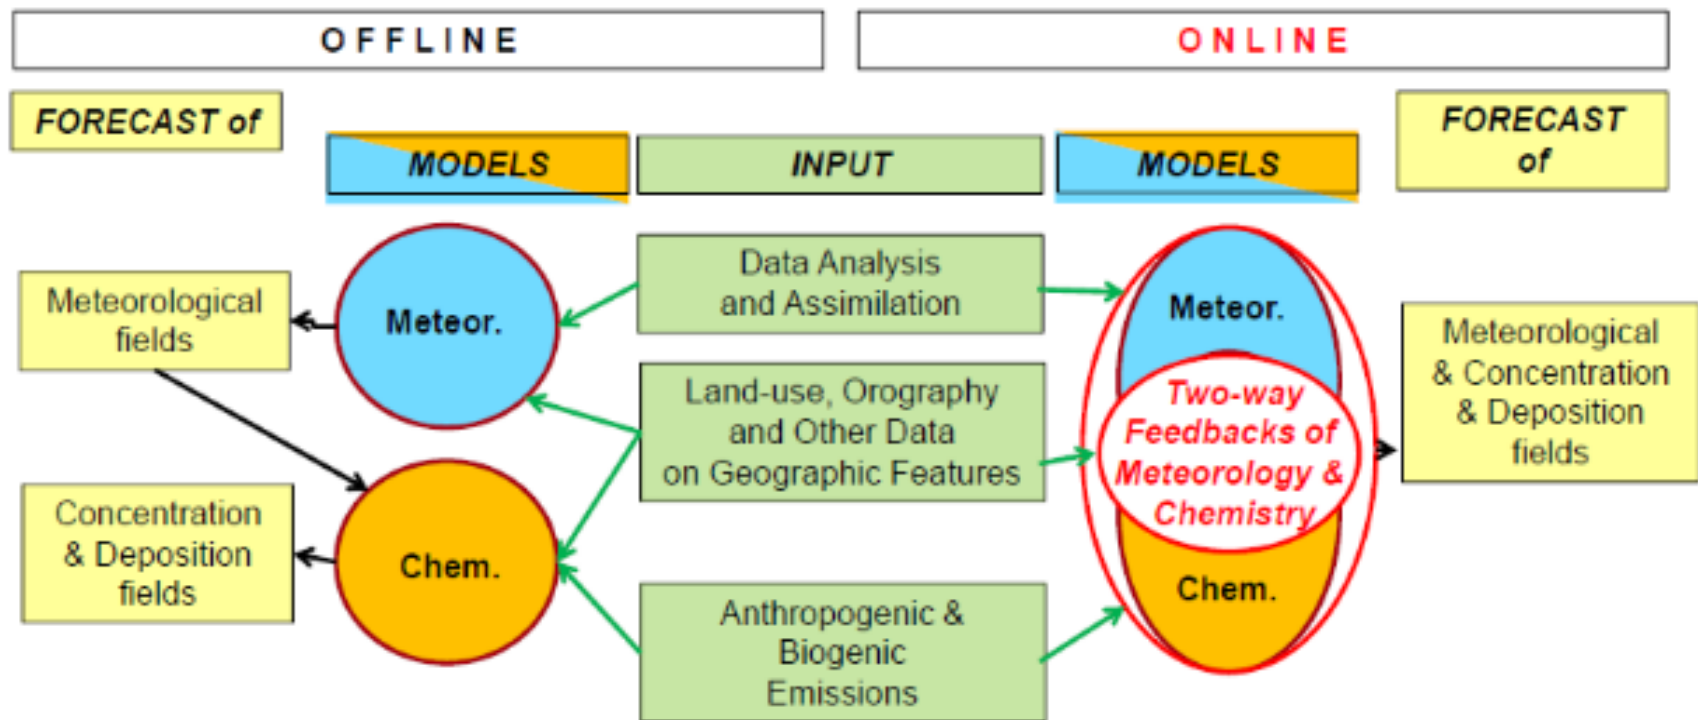 OFFLINE
ONLINE
FORECAST of
MODELS
INPUT
MODELS
FORECAST
of
Meteorological
fields
Meteor.
Data Analysis
and Assimilation
Meteor.
Meteorological
& Concentration
& Deposition
fields
Land-use, Orography
and Other Data
on Geographic Features
Two-way
Feedbacks of
Meteorology &
Chemistry
Concentration
& Deposition
fields
Chem.
Anthropogenic &
Biogenic
Emissions
Chem.